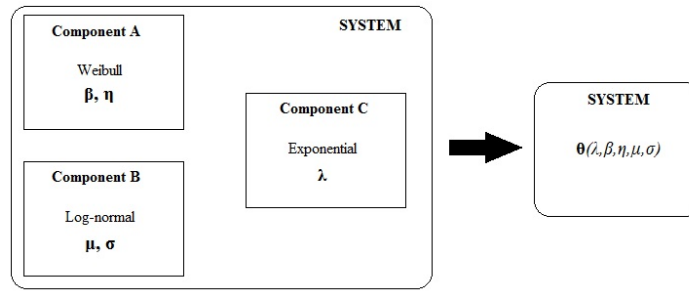 SYSTEM
Component A
Weibull
β, η
Component B
Log-normal
μ, σ
Component C
Exponential
λ
SYSTEM
θ(λ,β,η,μ,σ)